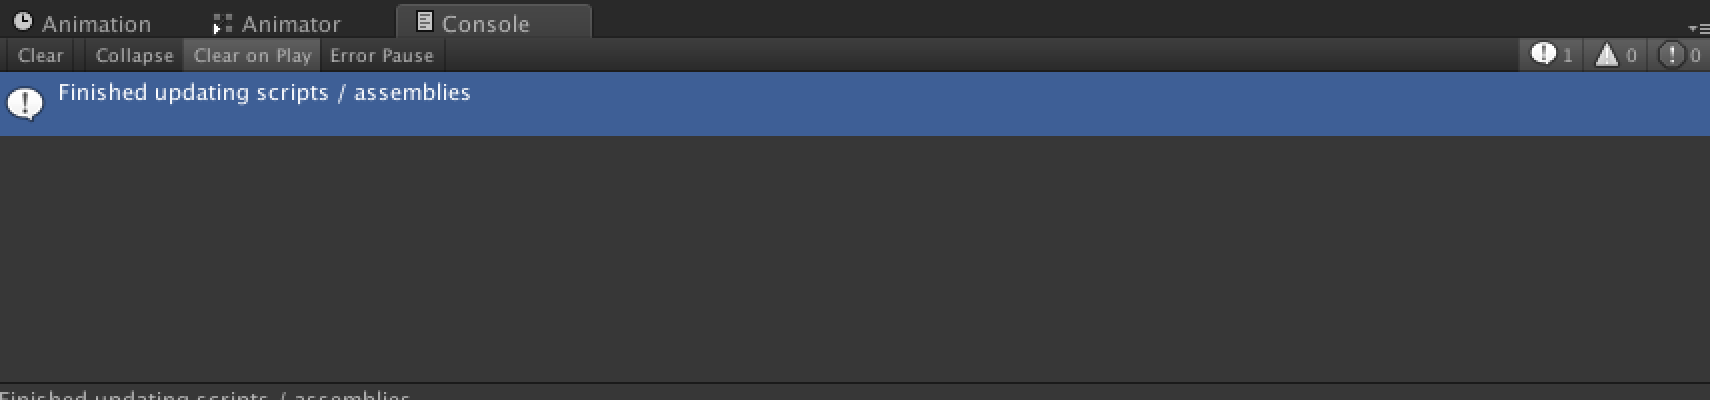 Animation Animator Console
Clear Collapse Clear on Play Error Pause 1 0 0
Finished updating scripts / assemblies
Finished updating scripts / assemblies